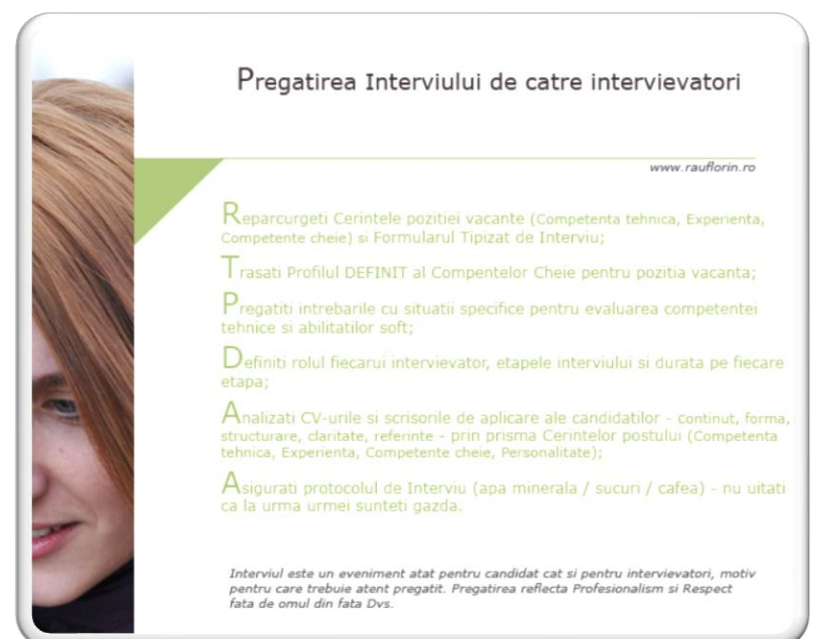 Pregatirea Interviului de catre intervievatori
www.rauflorin.ro
Reparcurgeti Cerintele pozitiei vacante (Competenta tehnica, Experienta,
Competente cheie) si Formularul Tipizat de Interviu;
Trasati Profilul DEFINIT al Compentelor Cheie pentru pozitia vacanta;
Pregatiti intrebarile cu situatii specifice pentru evaluarea competentei
tehnice si abilitatilor soft;
Definiti rolul fiecarui intervievator, etapele interviului si durata pe fiecare
etapa;
Analizati CV-urile si scrisorile de aplicare ale candidatilor - continut, forma,
structurare, claritate, referinte - prin prisma Cerintelor postului (Competenta
tehnica, Experienta, Competente cheie, Personalitate);
Asigurati protocolul de Interviu (apa minerala / sucuri / cafea) - nu uitati
ca la urma urmei sunteti gazda.
Interviul este un eveniment atat pentru candidat cat si pentru intervievatori, motiv
pentru care trebuie atent pregatit. Pregatirea reflecta Profesionalism si Respect
fata de omul din fata Dvs.